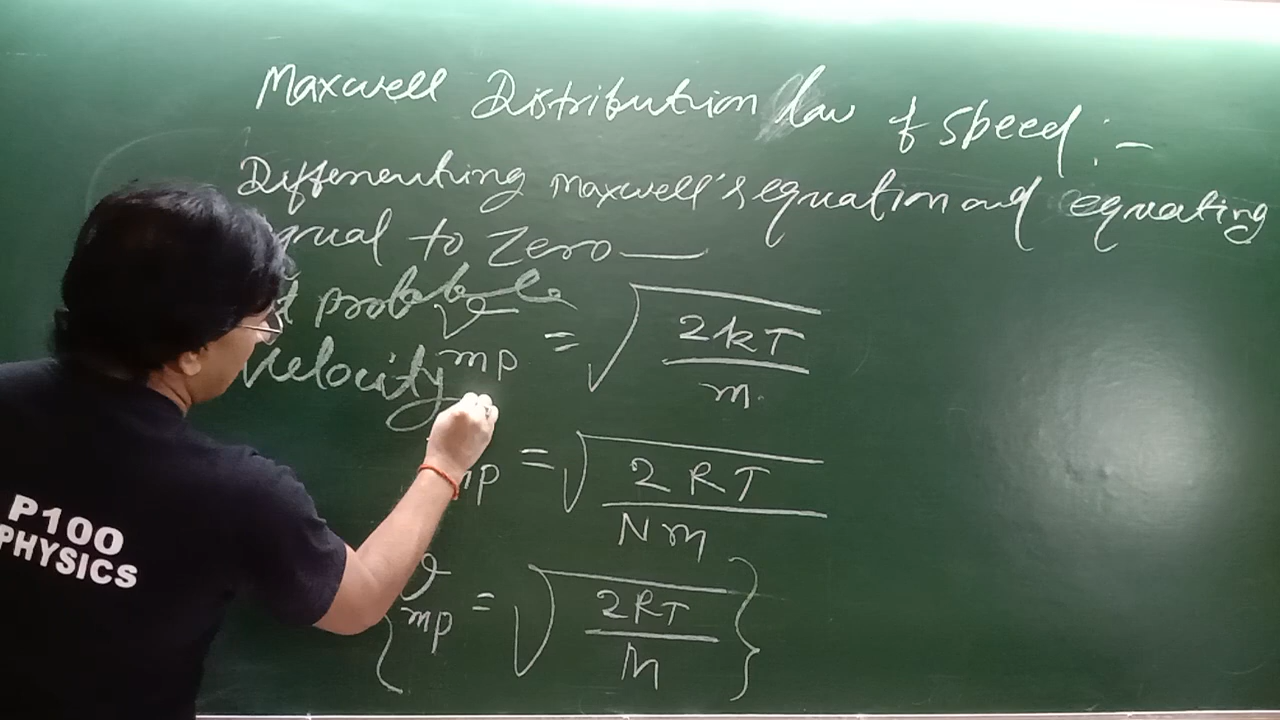 Maxwell Distribution law of speed :-
Differentiating Maxwell's equation and equating
equal to zero —
probable
velocity v mp = √(2kT / m)
mp = √(2RT / Nm)
{ v mp = √(2RT / M) }
P100
PHYSICS